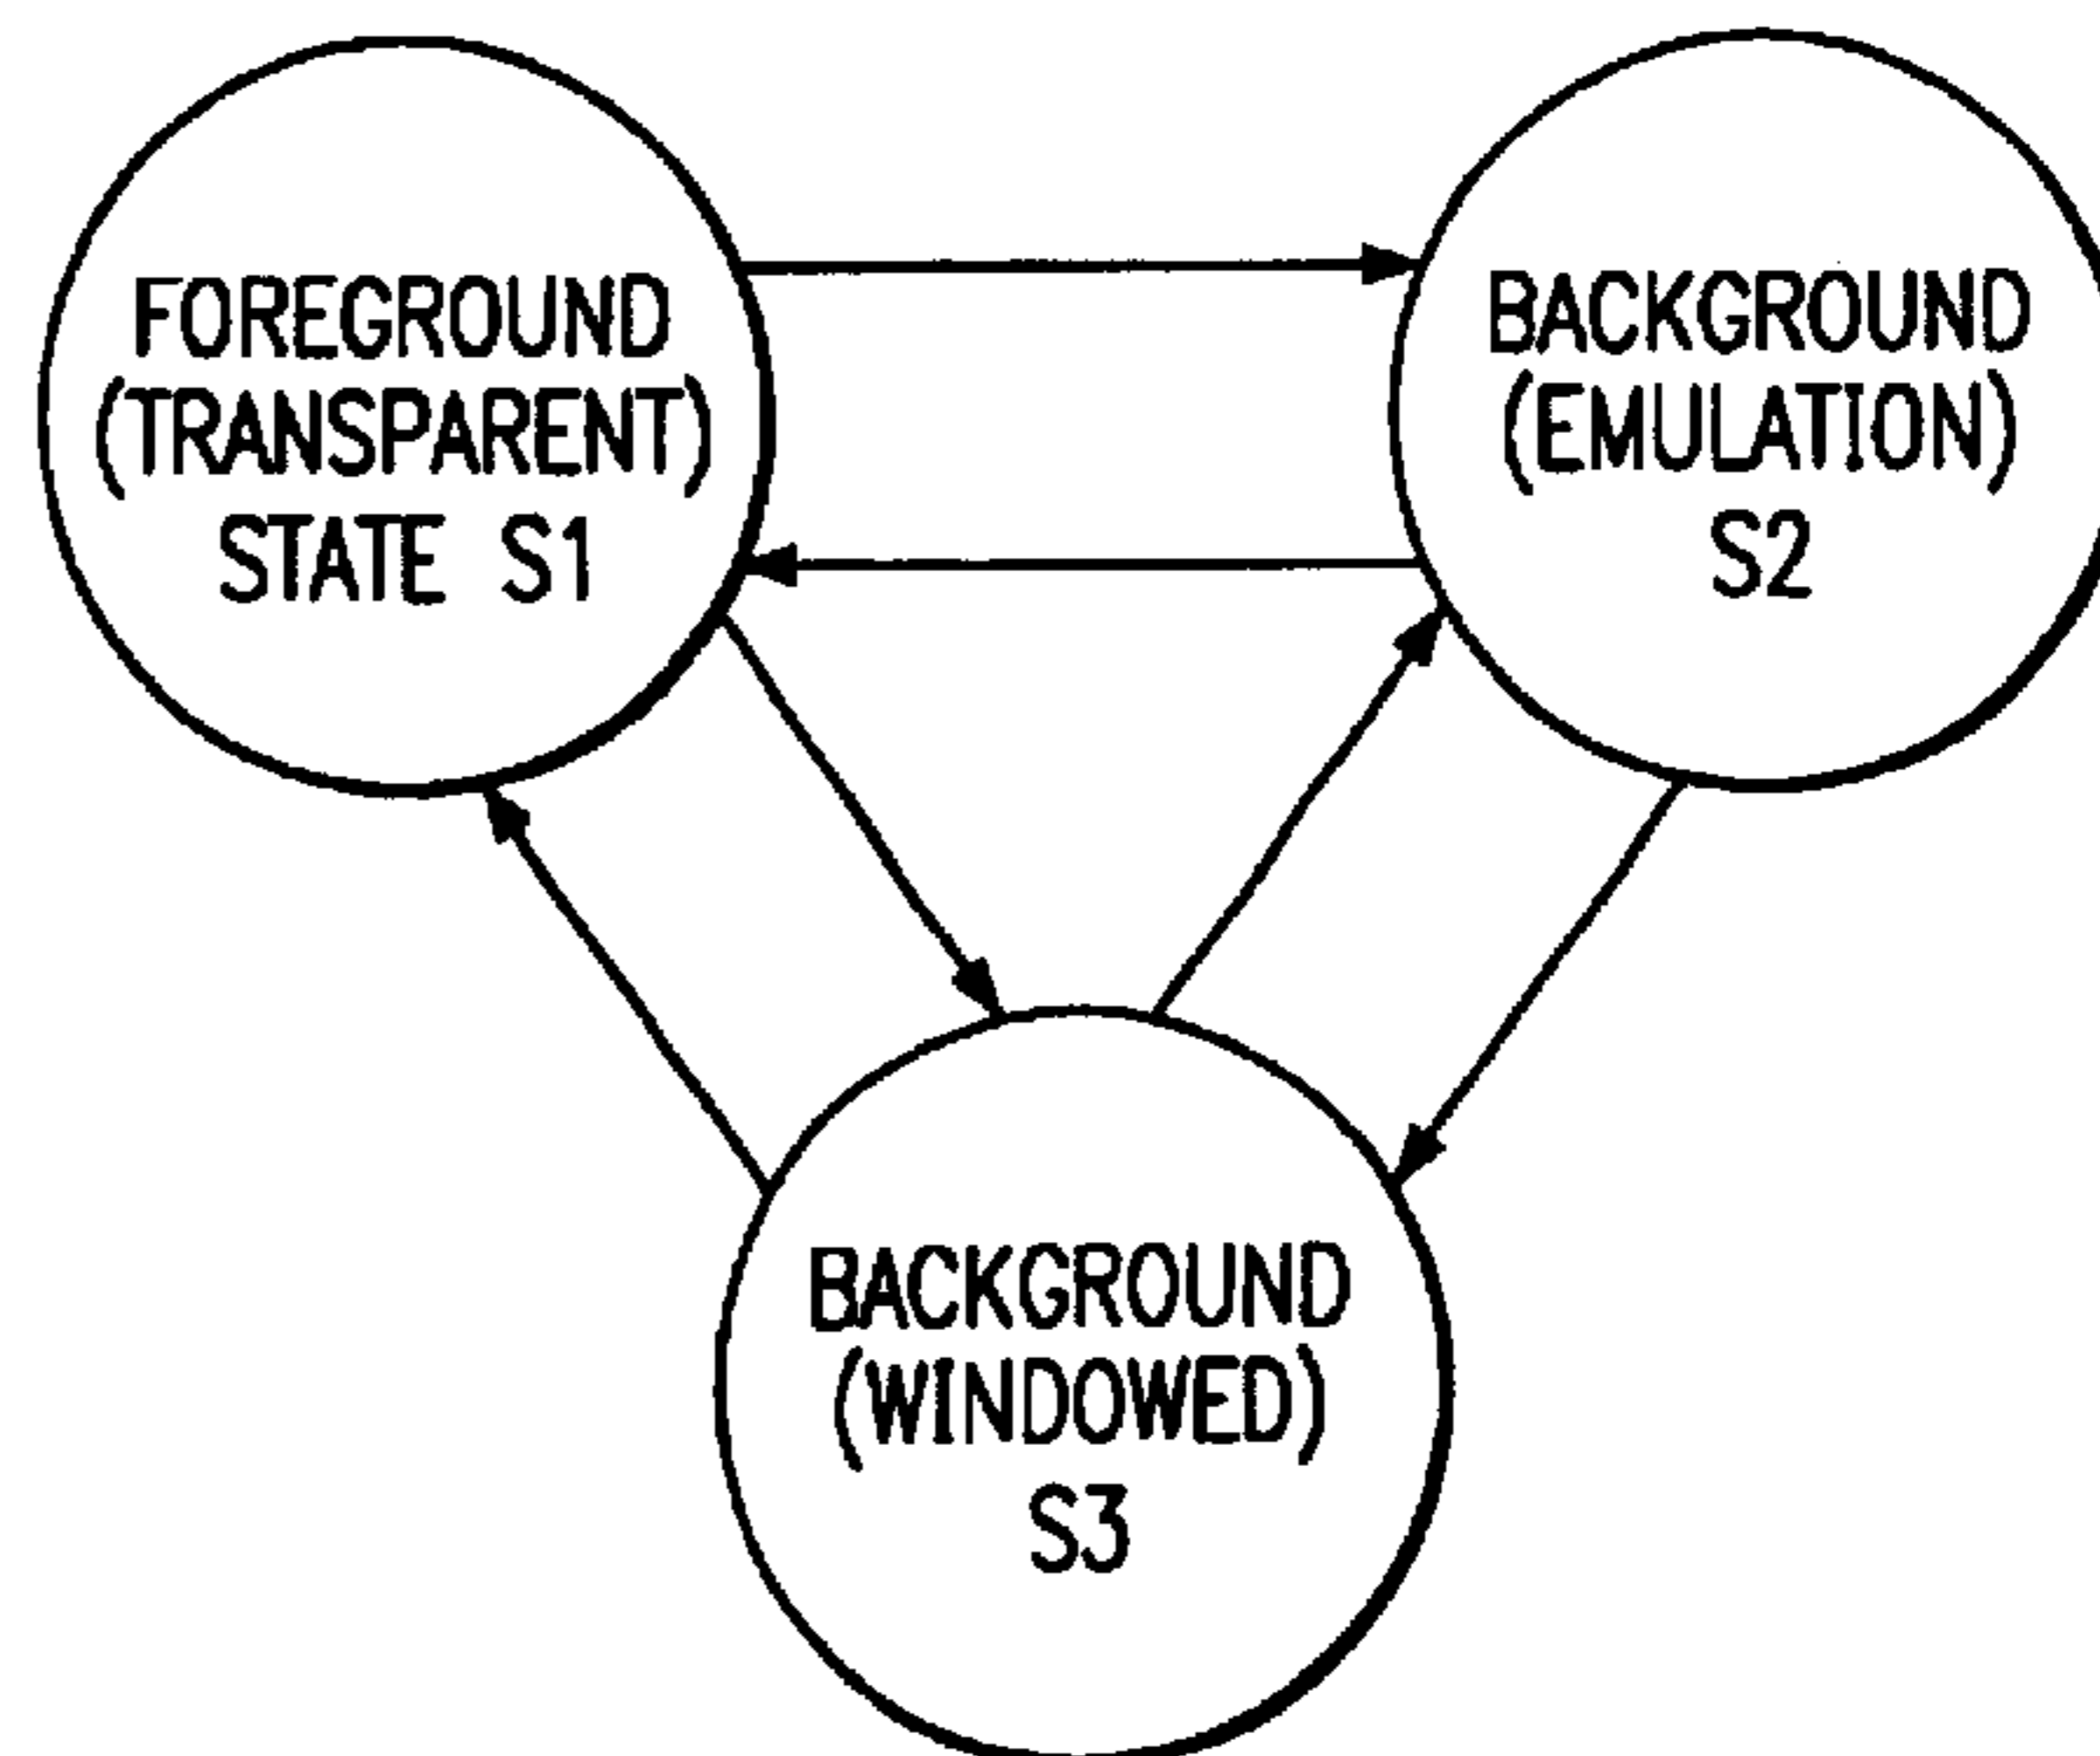 FOREGROUND
(TRANSPARENT)
STATE S1
BACKGROUND
(EMULATION)
S2
BACKGROUND
(WINDOWED)
S3